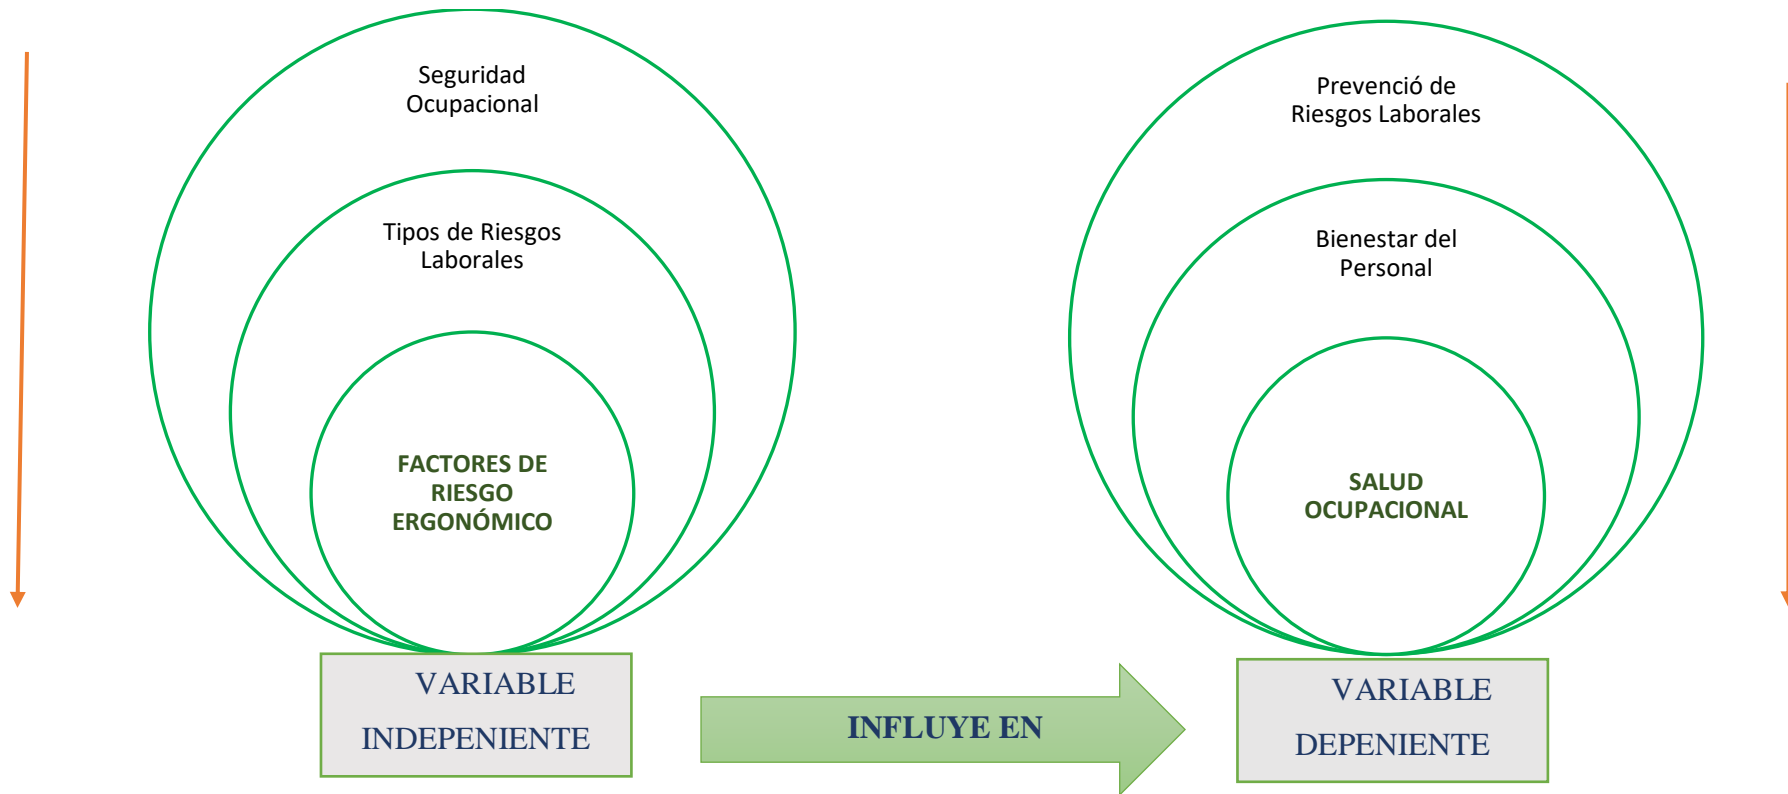 Seguridad
Ocupacional
Tipos de Riesgos
Laborales
FACTORES DE
RIESGO
ERGONÓMICO
VARIABLE
INDEPENIENTE
INFLUYE EN
Prevenció de
Riesgos Laborales
Bienestar del
Personal
SALUD
OCUPACIONAL
VARIABLE
DEPENIENTE